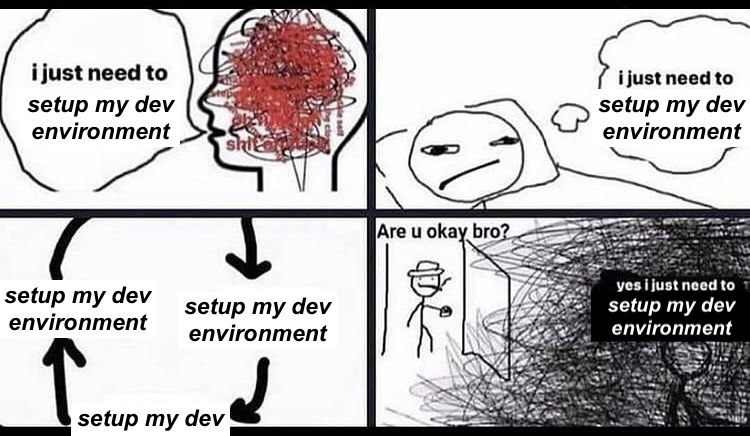 i just need to
setup my dev
environment
i just need to
setup my dev
environment
setup my dev
environment
setup my dev
environment
setup my dev
Are u okay bro?
yes i just need to
setup my dev
environment